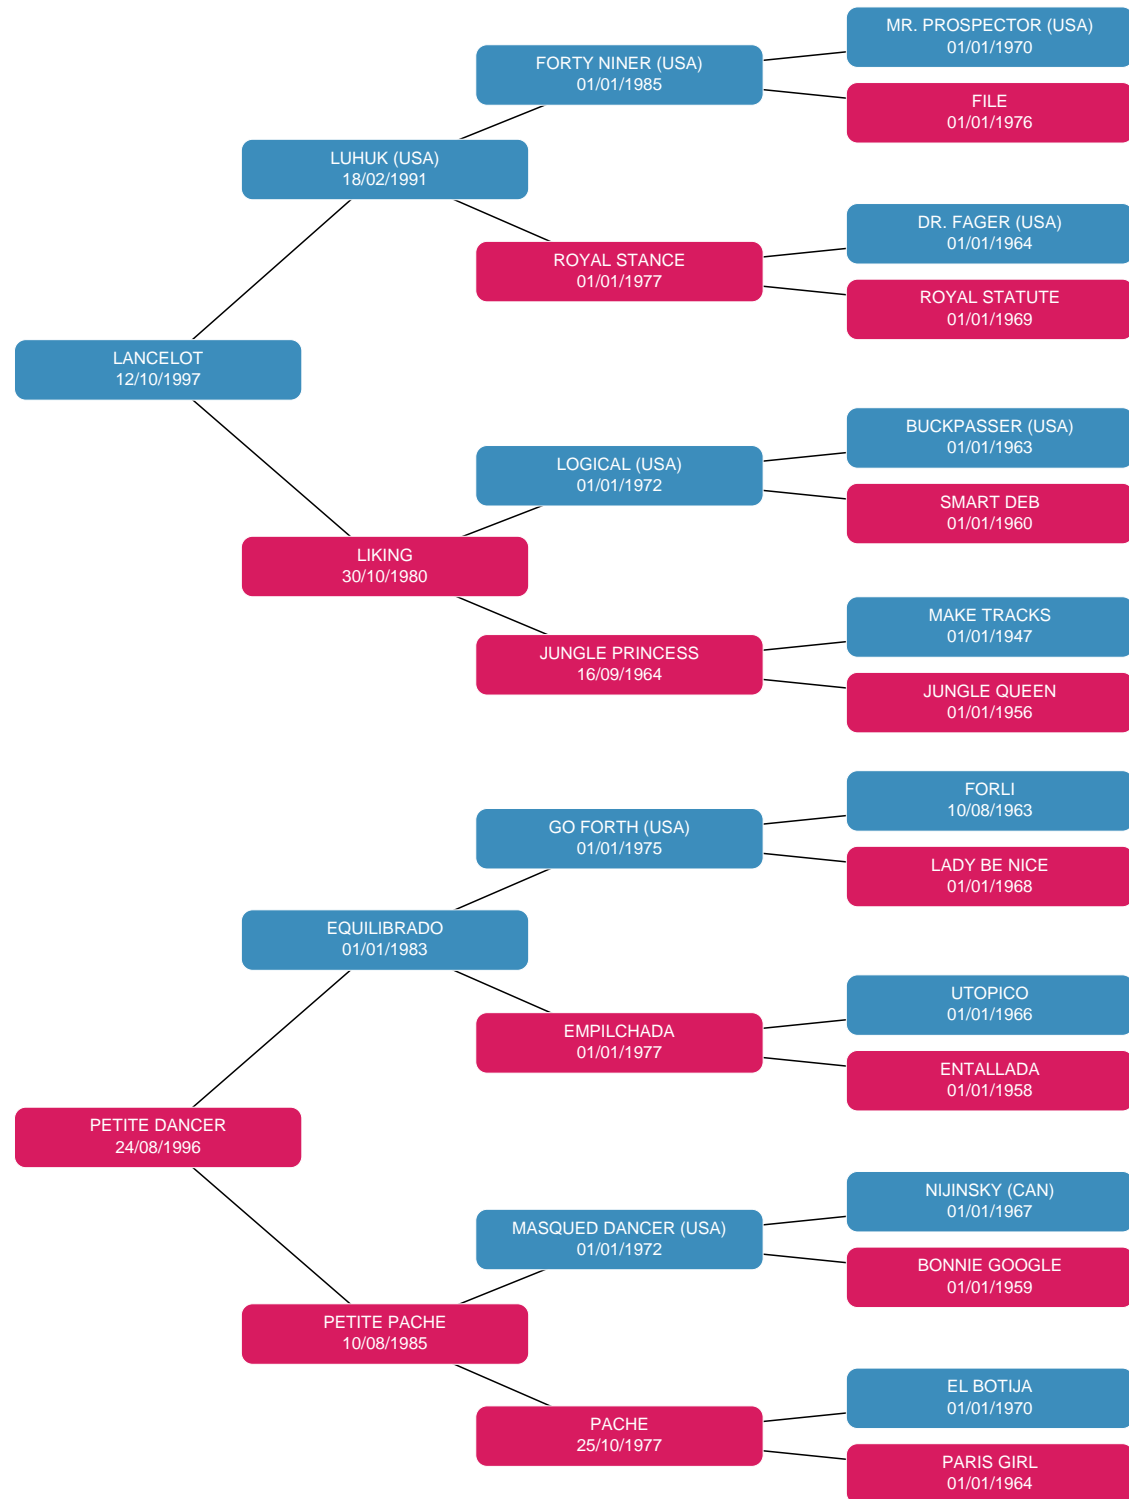 MR. PROSPECTOR (USA)
01/01/1970
FORTY NINER (USA)
01/01/1985
FILE
01/01/1976
LUHUK (USA)
18/02/1991
DR. FAGER (USA)
01/01/1964
ROYAL STANCE
01/01/1977
ROYAL STATUTE
01/01/1969
LANCELOT
12/10/1997
BUCKPASSER (USA)
01/01/1963
LOGICAL (USA)
01/01/1972
SMART DEB
01/01/1960
LIKING
30/10/1980
MAKE TRACKS
01/01/1947
JUNGLE PRINCESS
16/09/1964
JUNGLE QUEEN
01/01/1956
FORLI
10/08/1963
GO FORTH (USA)
01/01/1975
LADY BE NICE
01/01/1968
EQUILIBRADO
01/01/1983
UTOPICO
01/01/1966
EMPILCHADA
01/01/1977
ENTALLADA
01/01/1958
PETITE DANCER
24/08/1996
NIJINSKY (CAN)
01/01/1967
MASQUED DANCER (USA)
01/01/1972
BONNIE GOOGLE
01/01/1959
PETITE PACHE
10/08/1985
EL BOTIJA
01/01/1970
PACHE
25/10/1977
PARIS GIRL
01/01/1964